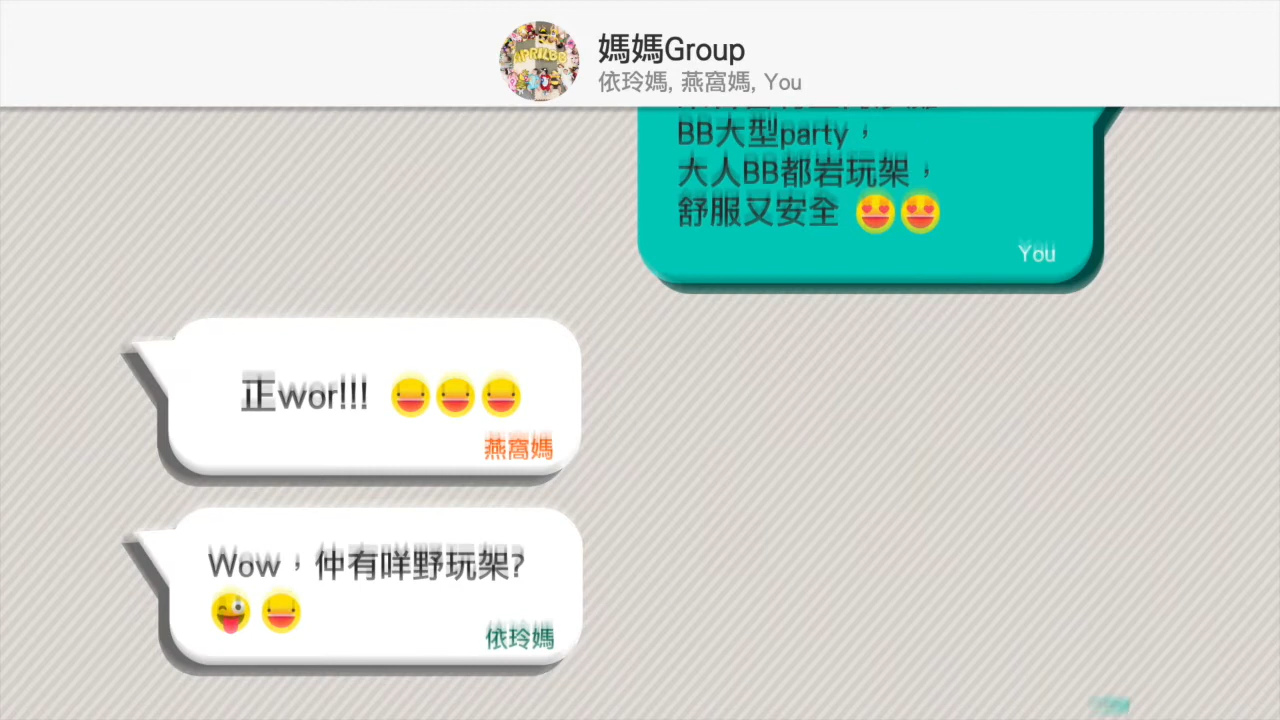 媽媽Group
依玲媽, 燕窩媽, You
BB大型party，
大人BB都岩玩架，
舒服又安全
You
正wor!!!
燕窩媽
Wow，仲有咩野玩架?
依玲媽